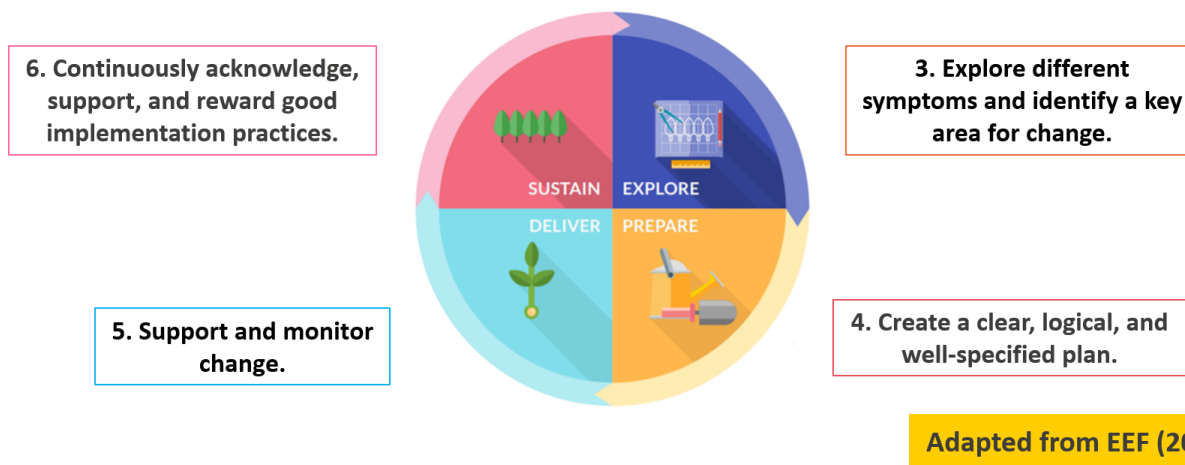 6. Continuously acknowledge,
support, and reward good
implementation practices.
3. Explore different
symptoms and identify a key
area for change.
SUSTAIN
EXPLORE
DELIVER
PREPARE
5. Support and monitor
change.
4. Create a clear, logical, and
well-specified plan.
Adapted from EEF